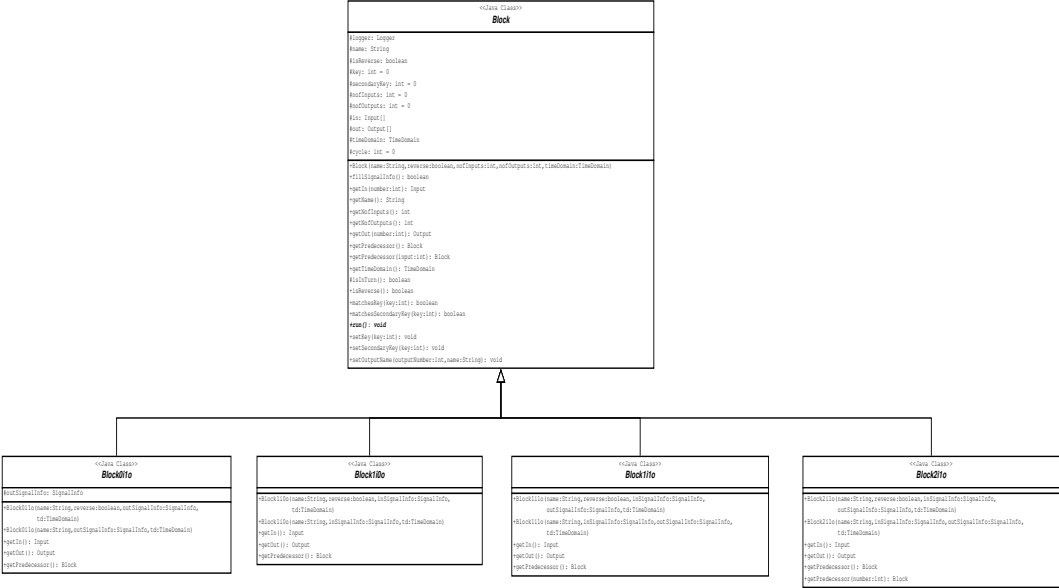 <<Java Class>>
Block
#logger: Logger
#name: String
#isReverse: boolean
#key: int = 0
#secondaryKey: int = 0
#nofInputs: int = 0
#nofOutputs: int = 0
#in: Input[]
#out: Output[]
#timeDomain: TimeDomain
#cycle: int = 0
+Block(name:String,reverse:boolean,nofInputs:int,nofOutputs:int,timeDomain:TimeDomain)
+fillSignalInfo(): boolean
+getIn(number:int): Input
+getName(): String
+getNofInputs(): int
+getNofOutputs(): int
+getOut(number:int): Output
+getPredecessor(): Block
+getPredecessor(input:int): Block
+getTimeDomain(): TimeDomain
#isInTurn(): boolean
+isReverse(): boolean
+matchesKey(key:int): boolean
+matchesSecondaryKey(key:int): boolean
+run(): void
+setKey(key:int): void
+setSecondaryKey(key:int): void
+setOutputName(outputNumber:int,name:String): void
<<Java Class>>
Block0i1o
#outSignalInfo: SignalInfo
+Block0i1o(name:String,reverse:boolean,outSignalInfo:SignalInfo,
td:TimeDomain)
+Block0i1o(name:String,outSignalInfo:SignalInfo,td:TimeDomain)
+getIn(): Input
+getOut(): Output
+getPredecessor(): Block
<<Java Class>>
Block1i0o
+Block1i0o(name:String,reverse:boolean,inSignalInfo:SignalInfo,
td:TimeDomain)
+Block1i0o(name:String,inSignalInfo:SignalInfo,td:TimeDomain)
+getIn(): Input
+getOut(): Output
+getPredecessor(): Block
<<Java Class>>
Block1i1o
+Block1i1o(name:String,reverse:boolean,inSignalInfo:SignalInfo,
outSignalInfo:SignalInfo,td:TimeDomain)
+Block1i1o(name:String,inSignalInfo:SignalInfo,outSignalInfo:SignalInfo,
td:TimeDomain)
+getIn(): Input
+getOut(): Output
+getPredecessor(): Block
<<Java Class>>
Block2i1o
+Block2i1o(name:String,reverse:boolean,inSignalInfo:SignalInfo,
outSignalInfo:SignalInfo,td:TimeDomain)
+Block2i1o(name:String,inSignalInfo:SignalInfo,outSignalInfo:SignalInfo,
td:TimeDomain)
+getIn(): Input
+getOut(): Output
+getPredecessor(): Block
+getPredecessor(number:int): Block